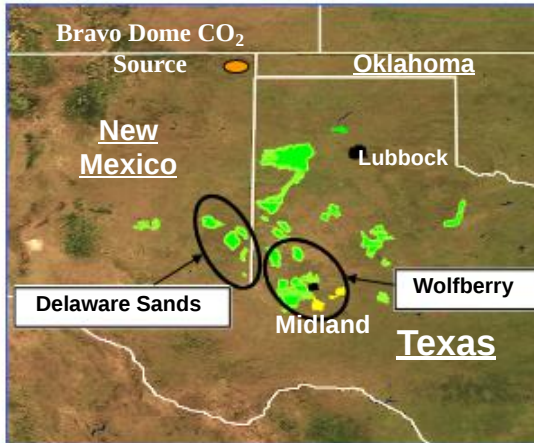 Bravo Dome CO₂
Source
Oklahoma
New
Mexico
Lubbock
Delaware Sands
Wolfberry
Midland
Texas